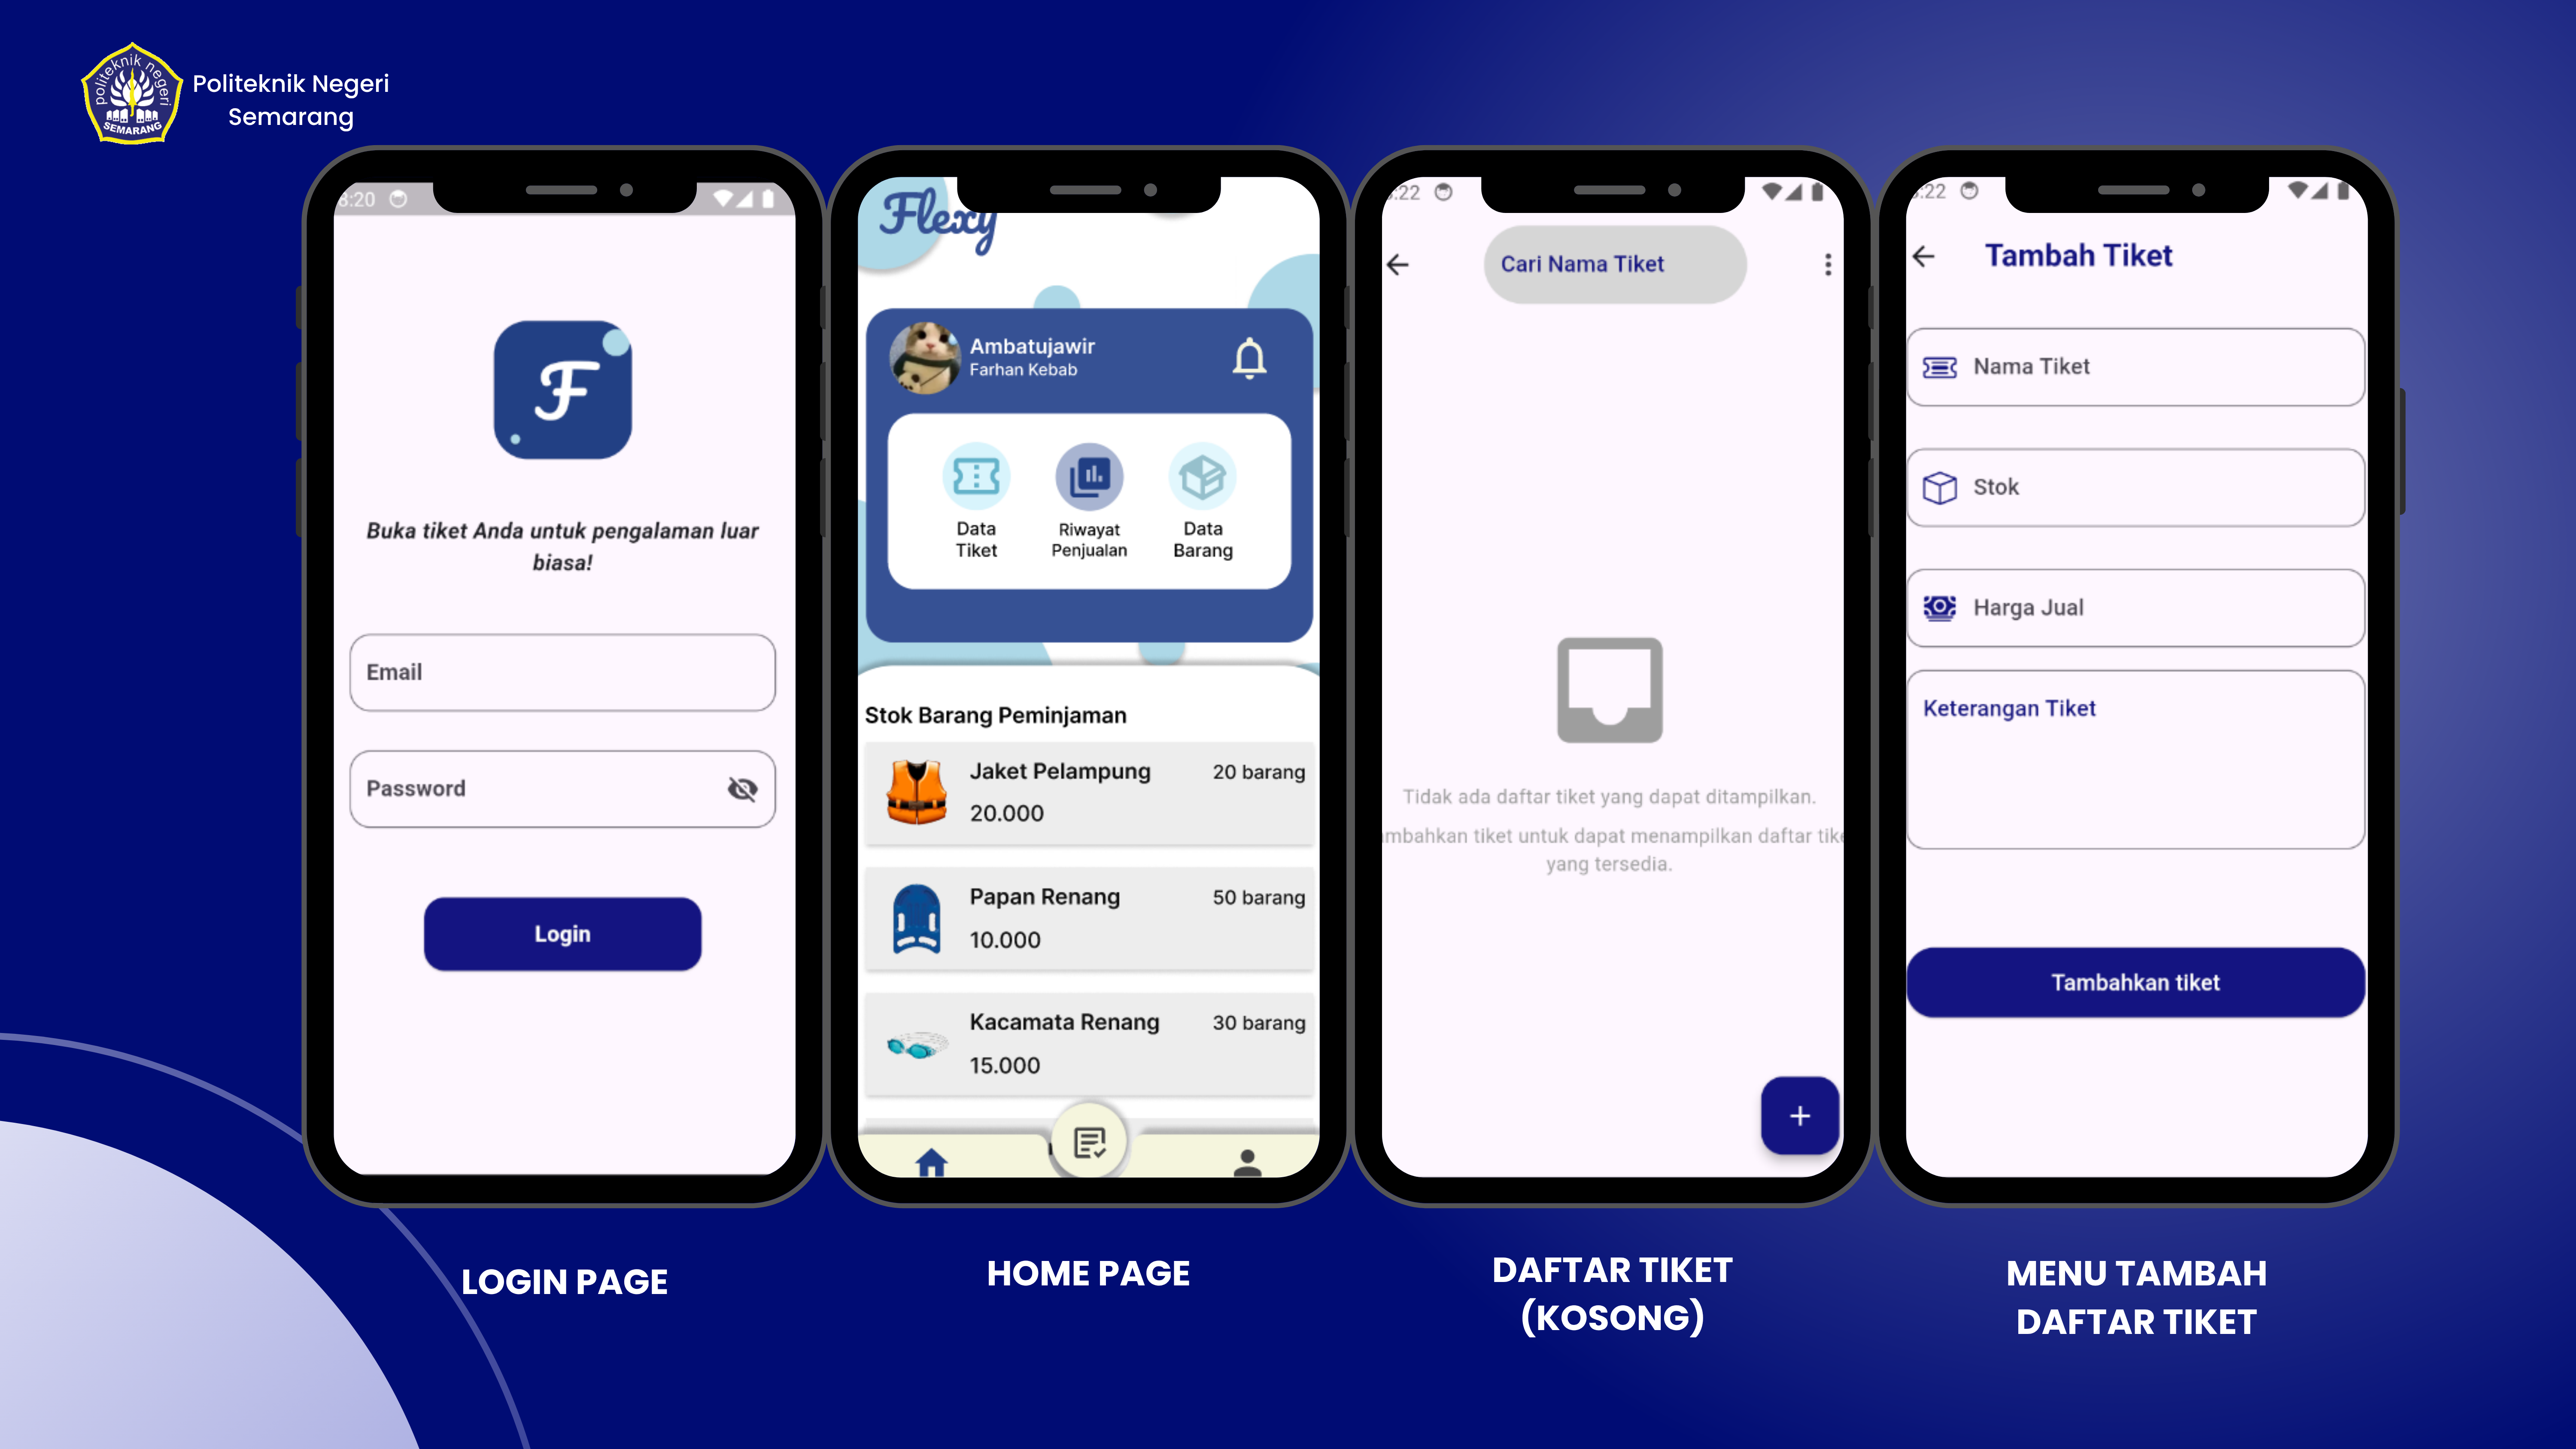 politeknik negeri
SEMARANG
Politeknik Negeri
Semarang
8:20
Buka tiket Anda untuk pengalaman luar
biasa!
Email
Password
Login
LOGIN PAGE
Flexy
Ambatujawir
Farhan Kebab
Data
Tiket
Riwayat
Penjualan
Data
Barang
Stok Barang Peminjaman
Jaket Pelampung
20 barang
20.000
Papan Renang
50 barang
10.000
Kacamata Renang
30 barang
15.000
HOME PAGE
:22
Cari Nama Tiket
Tidak ada daftar tiket yang dapat ditampilkan.
mbahkan tiket untuk dapat menampilkan daftar tike
yang tersedia.
+
DAFTAR TIKET
(KOSONG)
:22
Tambah Tiket
Nama Tiket
Stok
Harga Jual
Keterangan Tiket
Tambahkan tiket
MENU TAMBAH
DAFTAR TIKET